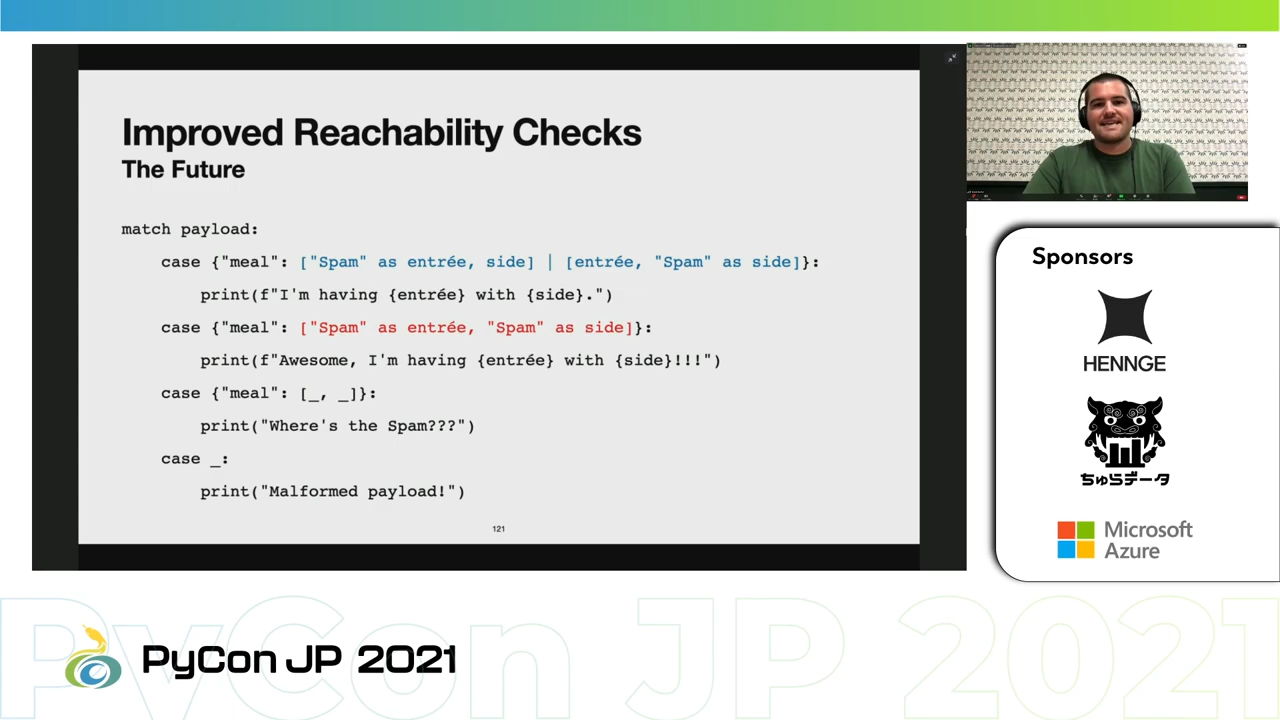 Improved Reachability Checks
The Future
match payload:
case {"meal": ["Spam" as entrée, side] | [entrée, "Spam" as side]}:
print(f"I'm having {entrée} with {side}.")
case {"meal": ["Spam" as entrée, "Spam" as side]}:
print(f"Awesome, I'm having {entrée} with {side}!!!")
case {"meal": [_, _]}:
print("Where's the Spam???")
case _:
print("Malformed payload!")
121
Sponsors
HENNGE
ちゅらデータ
Microsoft
Azure
PyCon JP 2021
PyCon JP 2021